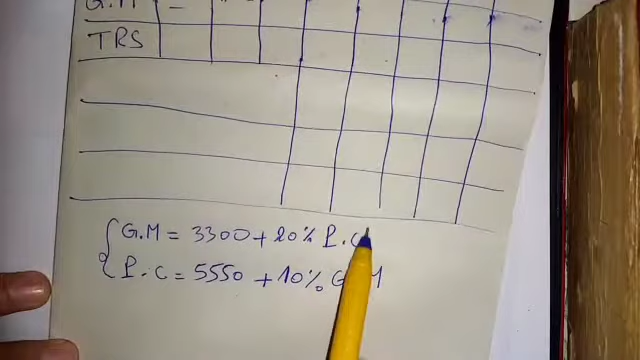 G.M
TRS
G.M = 3300 + 20% P.C
P.C = 5550 + 10% G.M